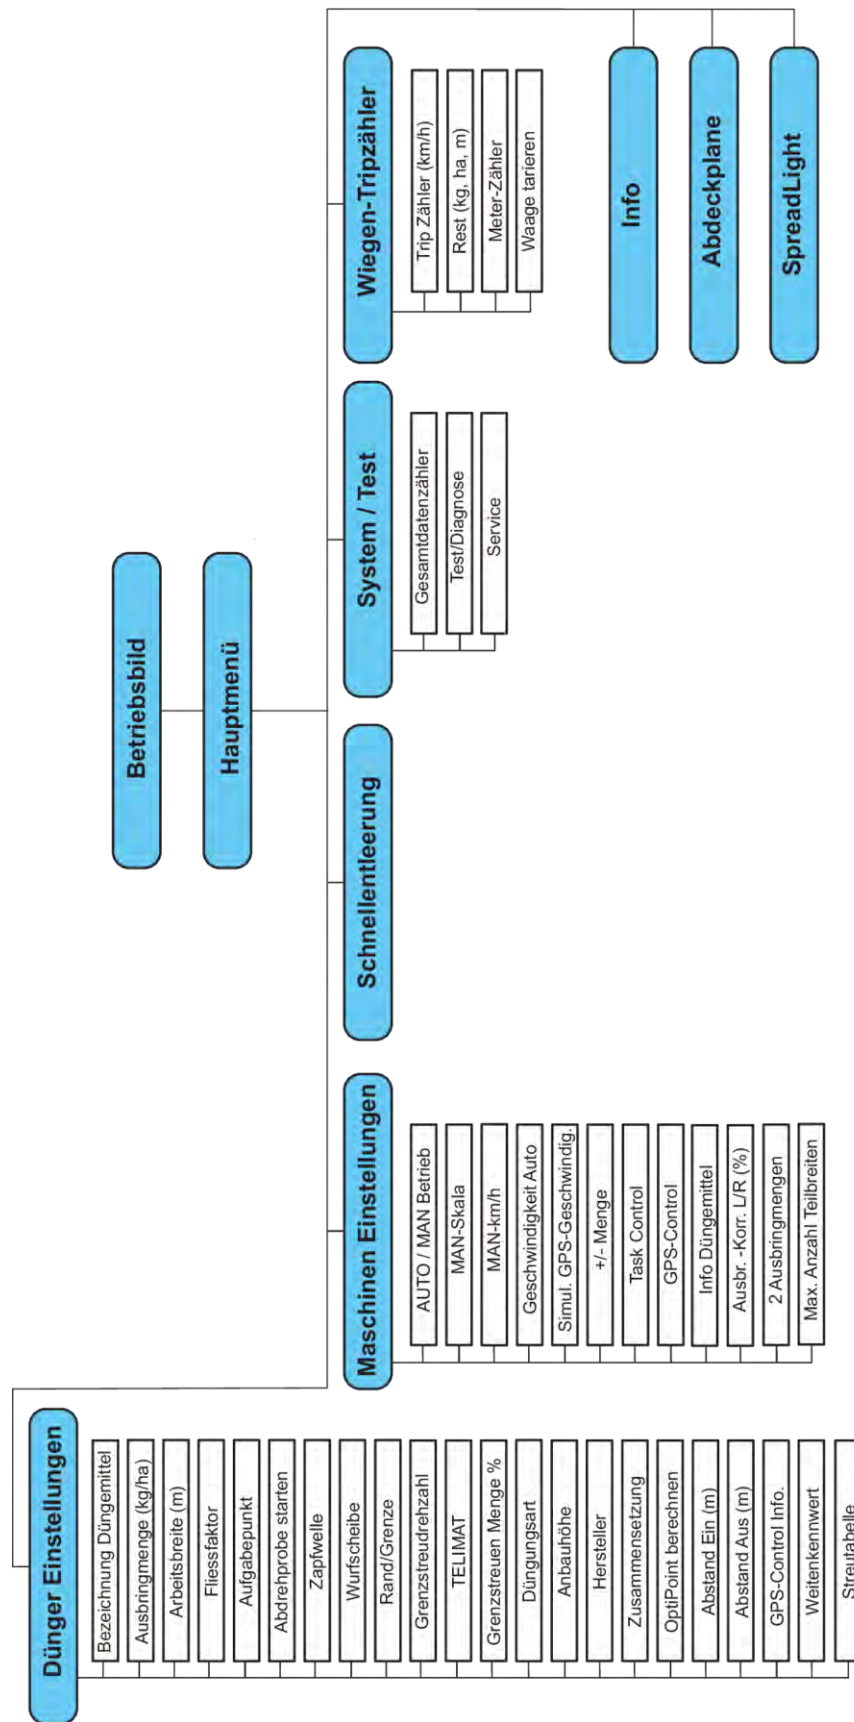 Betriebsbild
Hauptmenü
Dünger Einstellungen
Bezeichnung Düngemittel
Ausbringmenge (kg/ha)
Arbeitsbreite (m)
Fliessfaktor
Aufgabepunkt
Abdrehprobe starten
Zapfwelle
Wurfscheibe
Rand/Grenze
Grenzstreudrehzahl
TELIMAT
Grenzstreuen Menge %
Düngungsart
Anbauhöhe
Hersteller
Zusammensetzung
OptiPoint berechnen
Abstand Ein (m)
Abstand Aus (m)
GPS-Control Info.
Weitenkennwert
Streutabelle
Maschinen Einstellungen
AUTO / MAN Betrieb
MAN-Skala
MAN-km/h
Geschwindigkeit Auto
Simul. GPS-Geschwindig.
+/- Menge
Task Control
GPS-Control
Info Düngemittel
Ausbr. -Korr. L/R (%)
2 Ausbringmengen
Max. Anzahl Teilbreiten
Schnellentleerung
System / Test
Gesamtdatenzähler
Test/Diagnose
Service
Wiegen-Tripzähler
Trip Zähler (km/h)
Rest (kg, ha, m)
Meter-Zähler
Waage tarieren
Info
Abdeckplane
SpreadLight